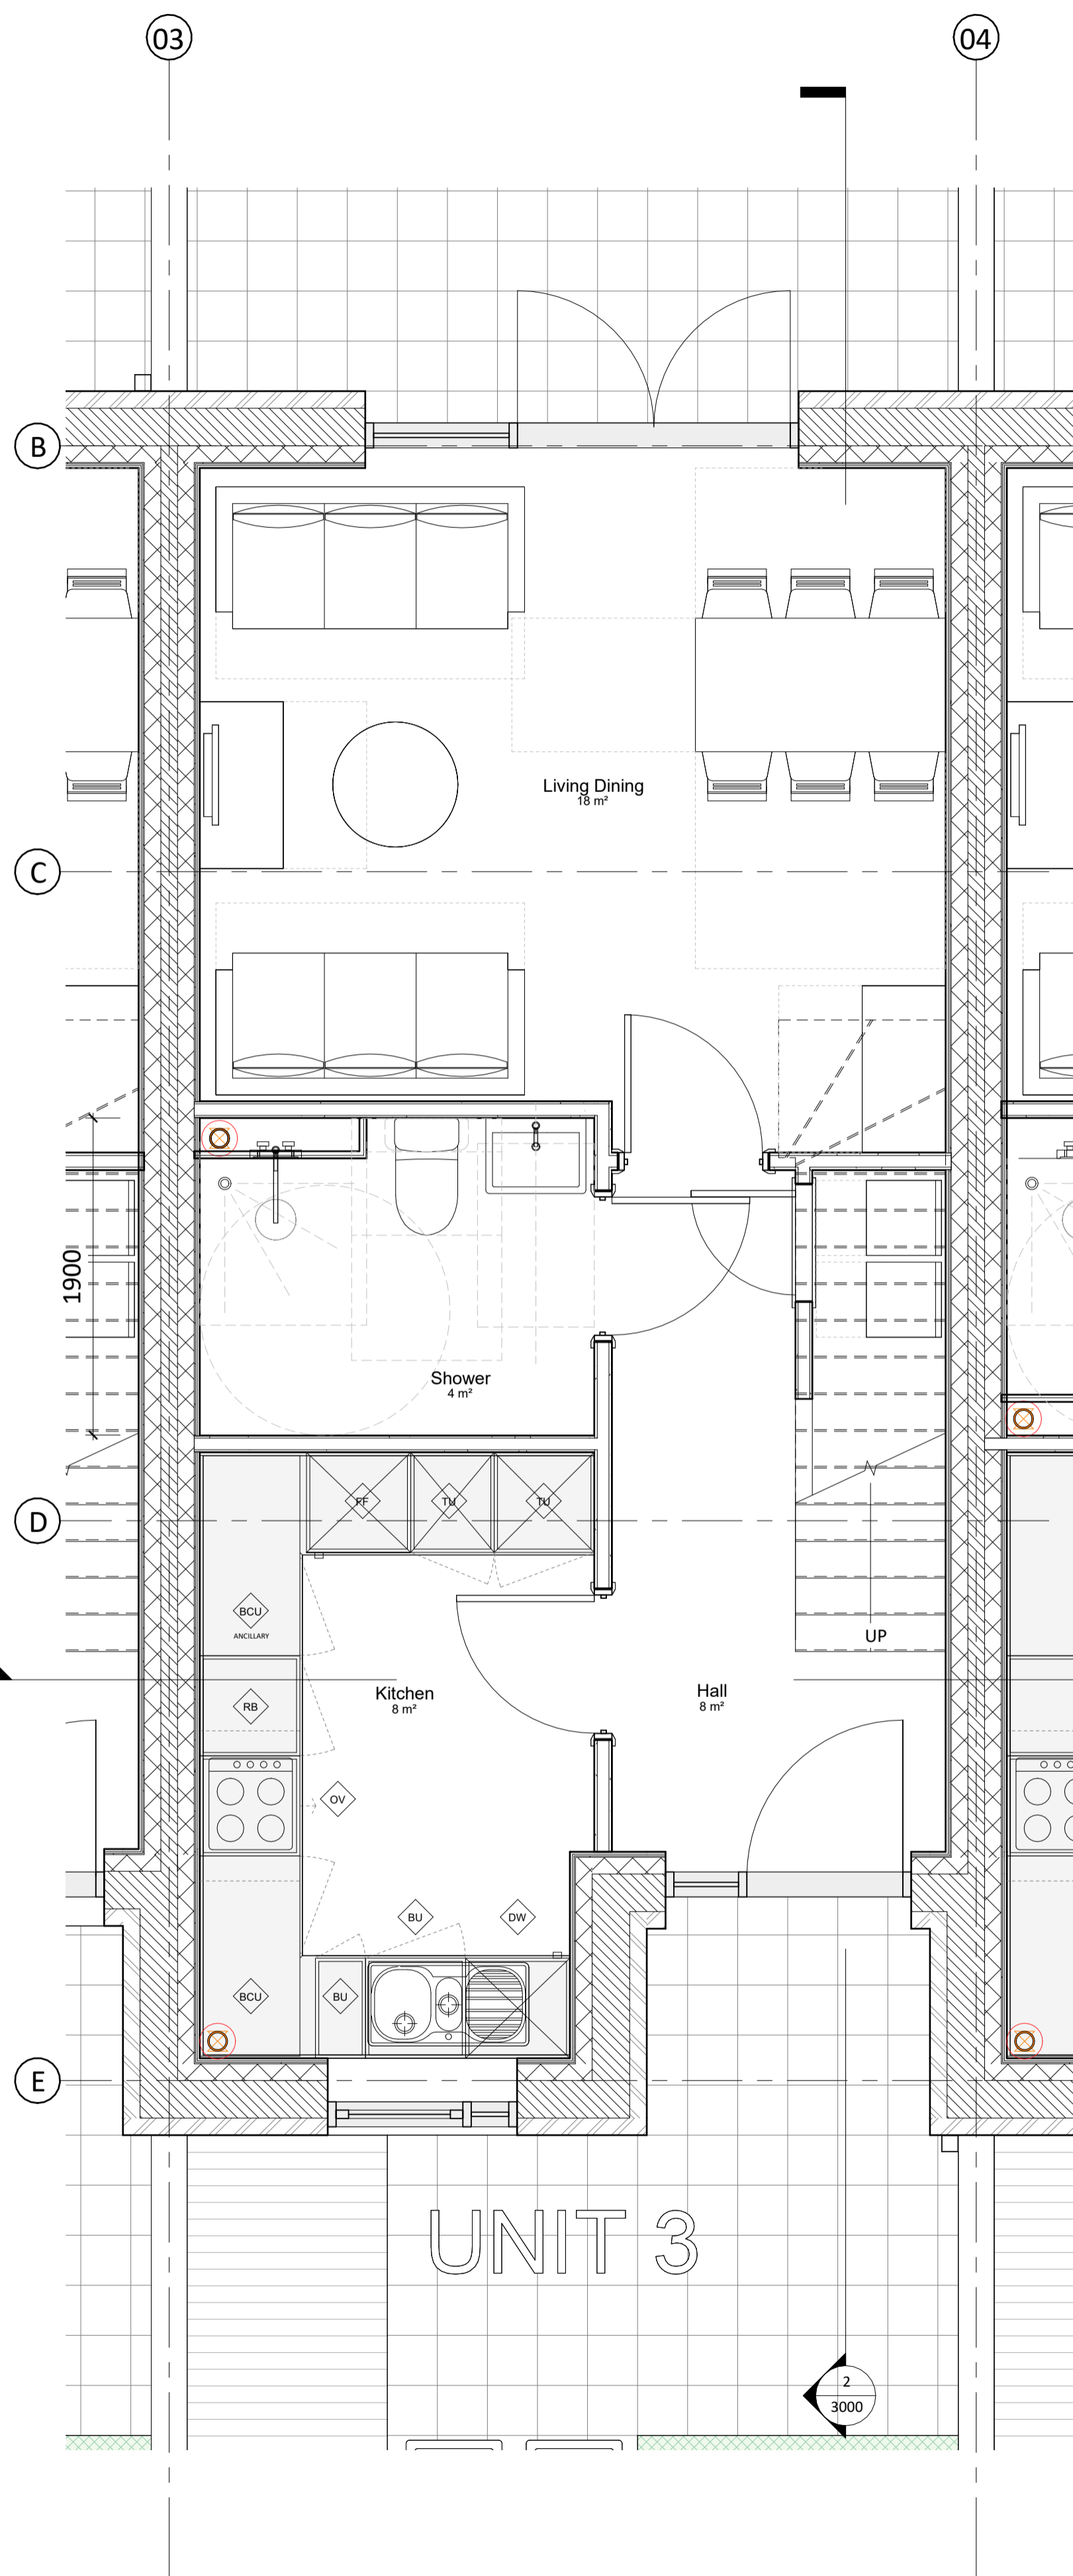 03
04
B
Living Dining
18 m²
C
1900
Shower
4 m²
FF
TU
TU
D
BCU
ANCILLARY
UP
Kitchen
8 m²
Hall
8 m²
RB
OV
BU
DW
BCU
BU
E
UNIT 3
2
3000